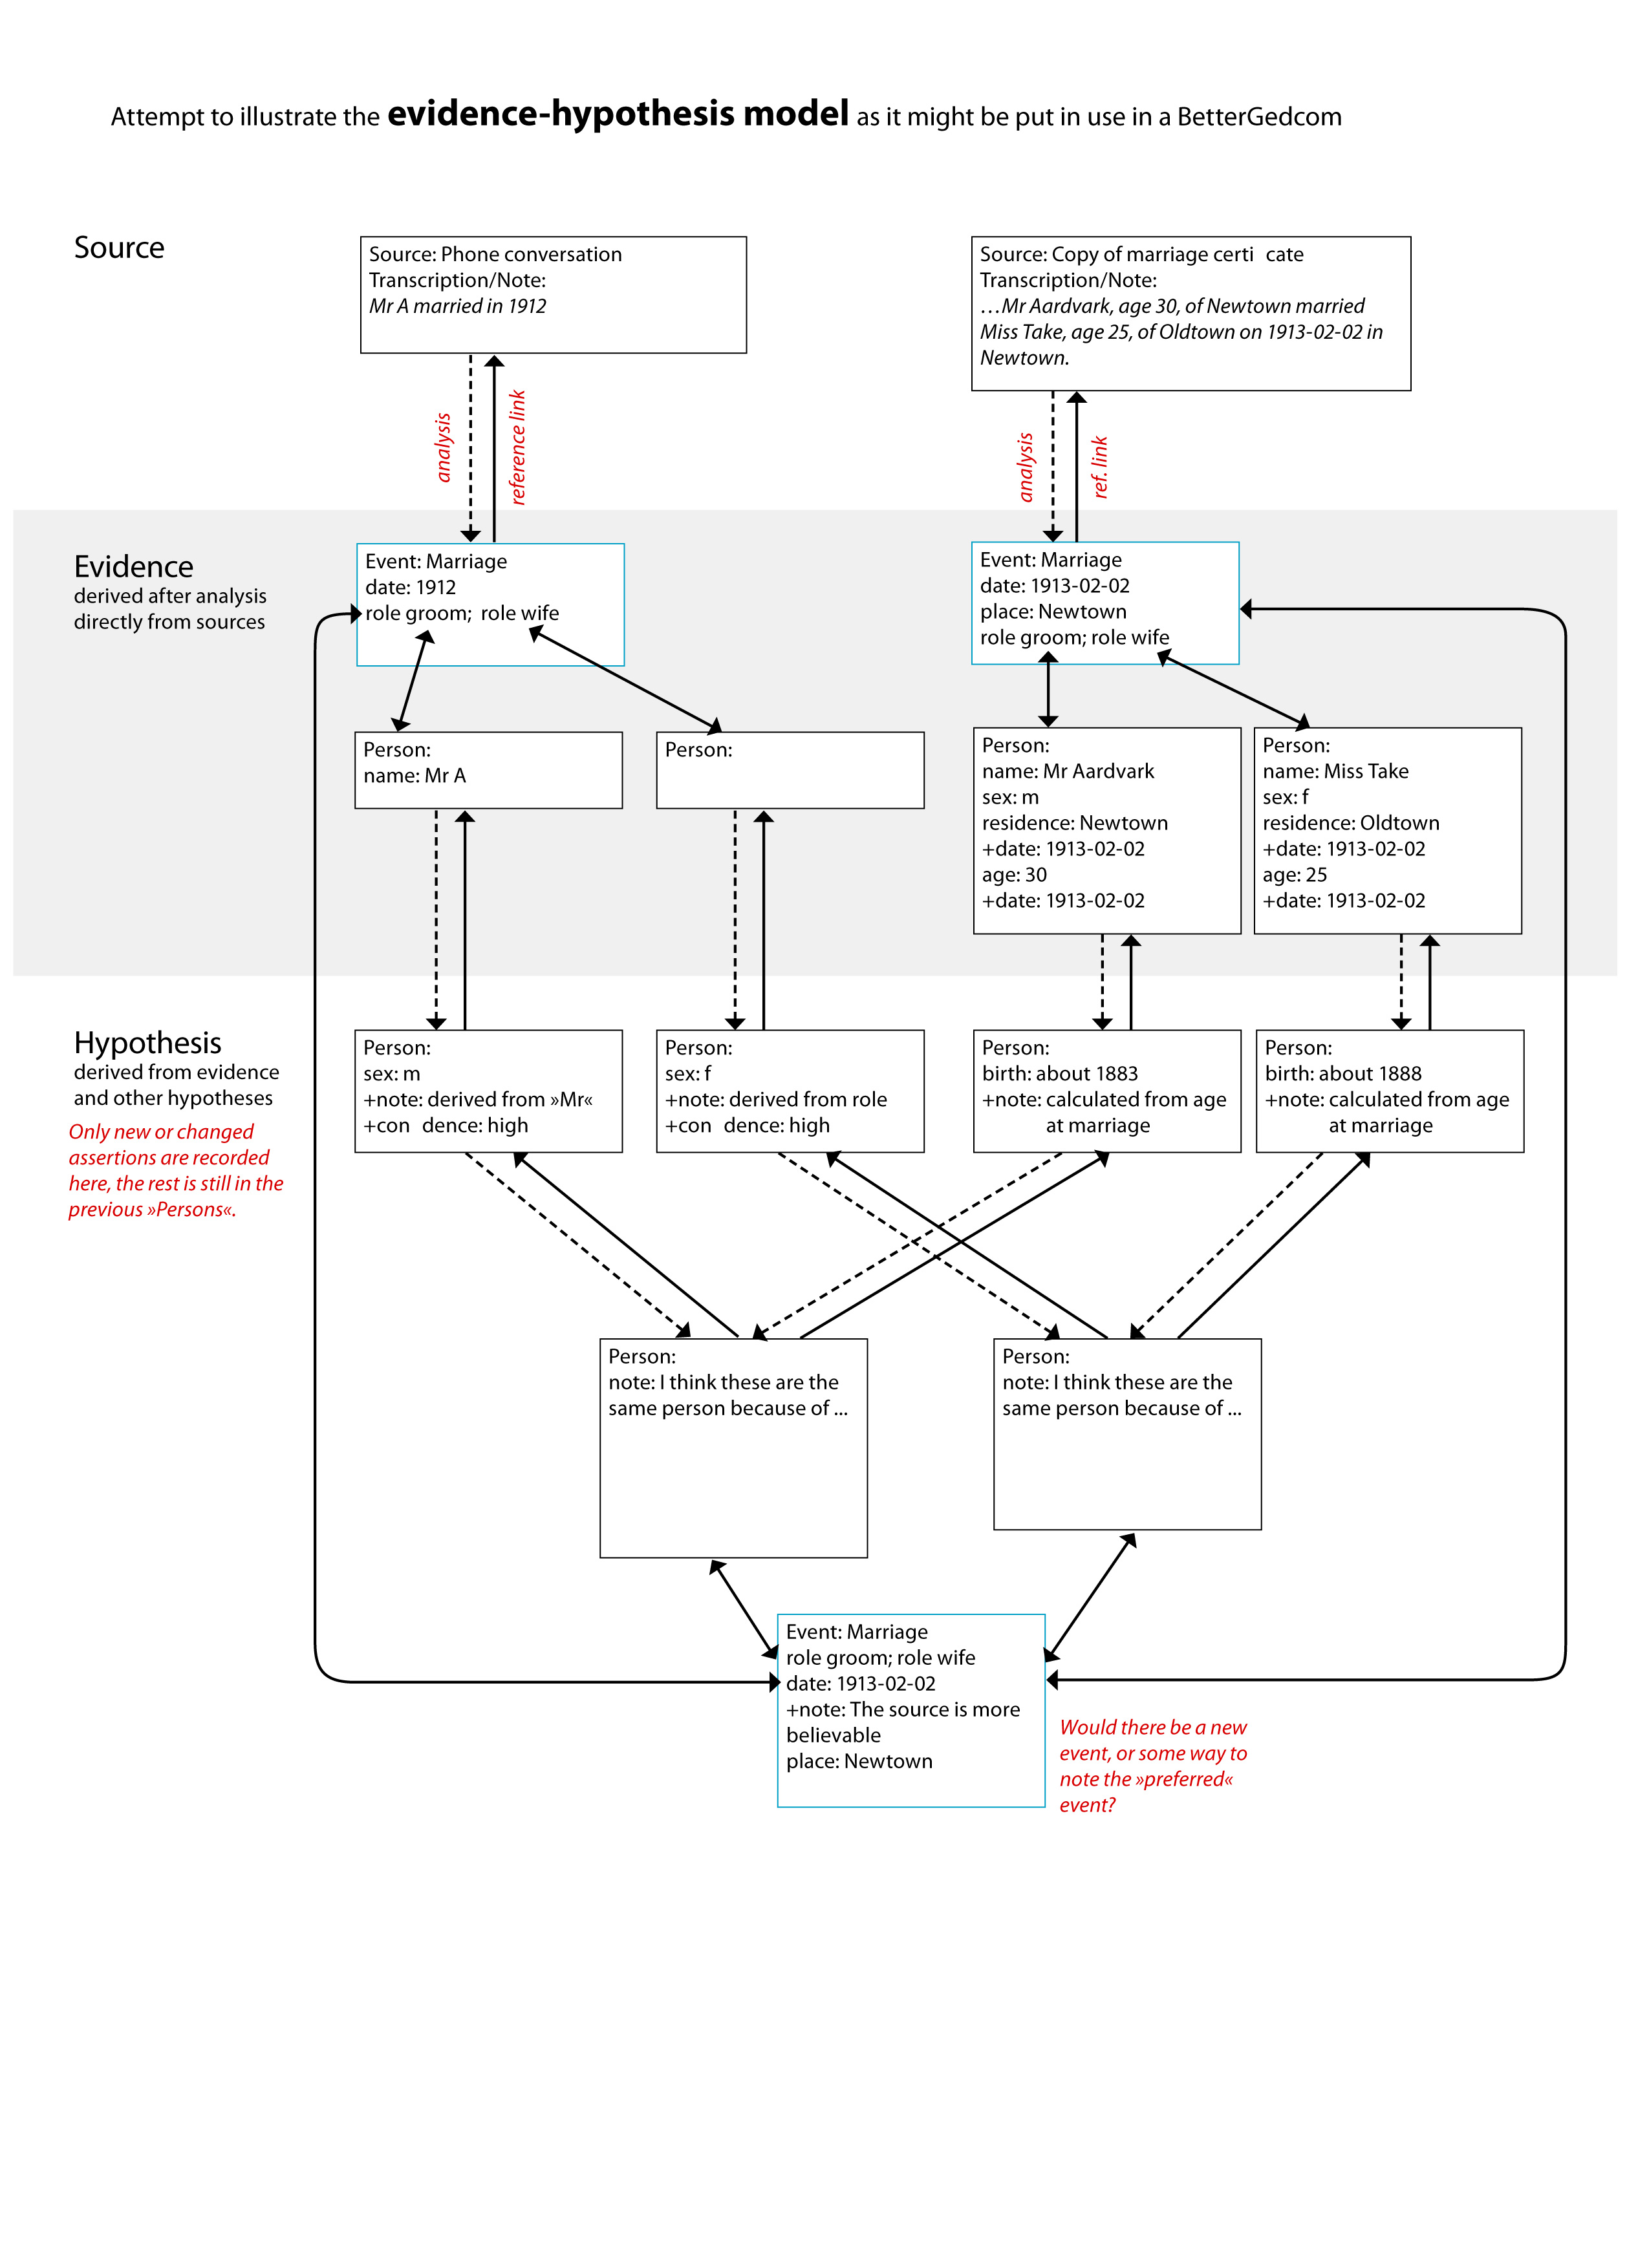 Attempt to illustrate the evidence-hypothesis model as it might be put in use in a BetterGedcom
Source
Source: Phone conversation
Transcription/Note:
Mr A married in 1912
Source: Copy of marriage certi cate
Transcription/Note:
…Mr Aardvark, age 30, of Newtown married
Miss Take, age 25, of Oldtown on 1913-02-02 in
Newtown.
analysis
reference link
analysis
ref. link
Evidence
derived after analysis
directly from sources
Event: Marriage
date: 1912
role groom; role wife
Event: Marriage
date: 1913-02-02
place: Newtown
role groom; role wife
Person:
name: Mr A
Person:
Person:
name: Mr Aardvark
sex: m
residence: Newtown
+date: 1913-02-02
age: 30
+date: 1913-02-02
Person:
name: Miss Take
sex: f
residence: Oldtown
+date: 1913-02-02
age: 25
+date: 1913-02-02
Hypothesis
derived from evidence
and other hypotheses
Only new or changed
assertions are recorded
here, the rest is still in the
previous »Persons«.
Person:
sex: m
+note: derived from »Mr«
+con dence: high
Person:
sex: f
+note: derived from role
+con dence: high
Person:
birth: about 1883
+note: calculated from age
at marriage
Person:
birth: about 1888
+note: calculated from age
at marriage
Person:
note: I think these are the
same person because of ...
Person:
note: I think these are the
same person because of ...
Event: Marriage
role groom; role wife
date: 1913-02-02
+note: The source is more
believable
place: Newtown
Would there be a new
event, or some way to
note the »preferred«
event?